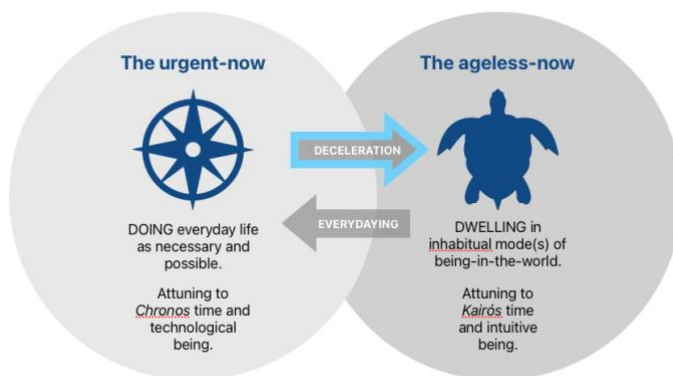 The urgent-now
The ageless-now
DECELERATION
EVERYDAYING
DOING everyday life
as necessary and
possible.
Attuning to
Chronos time and
technological
being.
DWELLING in
inhabitual mode(s) of
being-in-the-world.
Attuning to
Kairós time
and intuitive
being.